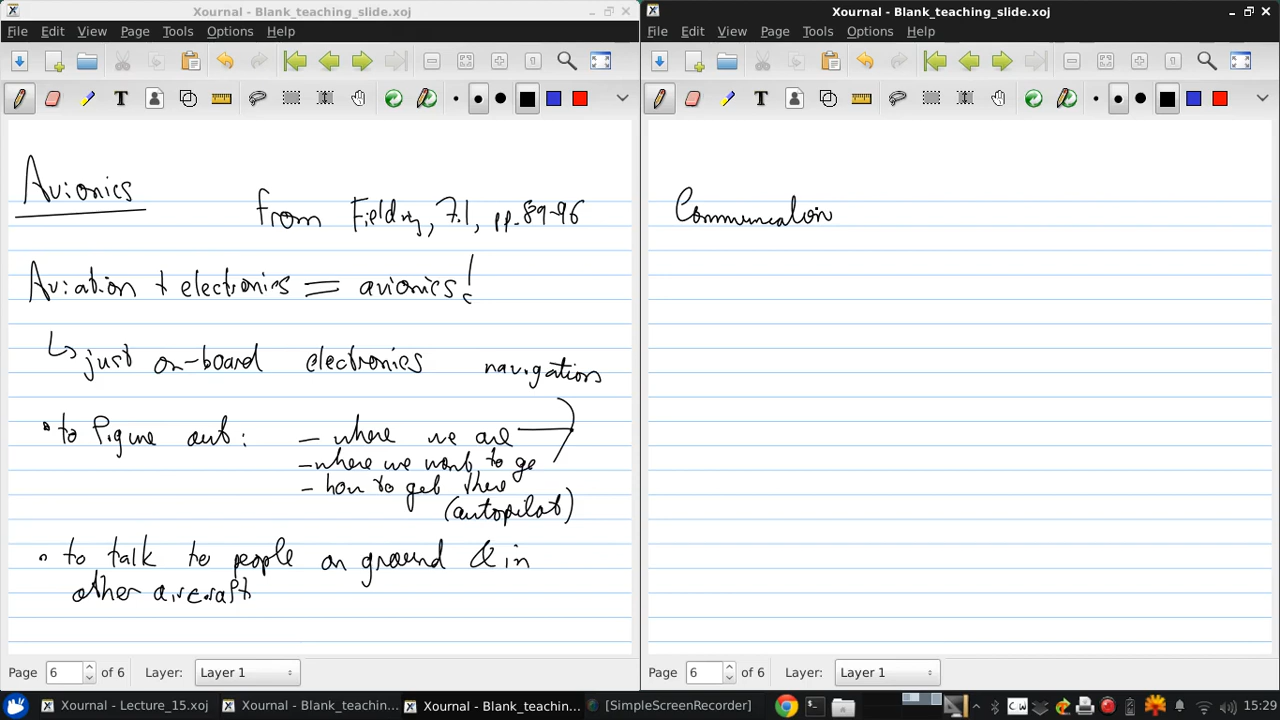 Xournal - Blank_teaching_slide.xoj
File Edit View Page Tools Options Help
Avionics
from Fielding, 7.1, pp. 89-96
Aviation + electronics = avionics!
↳ just on-board electronics
navigation
• to figure out: - where we are
- where we want to go
- how to get there
(autopilot)
• to talk to people on ground & in
other aircraft
Page 6 of 6 Layer: Layer 1
Xournal - Blank_teaching_slide.xoj
File Edit View Page Tools Options Help
Communication
Page 6 of 6 Layer: Layer 1
Xournal - Lecture_15.xoj
Xournal - Blank_teachin...
Xournal - Blank_teachin...
[SimpleScreenRecorder]
15:29